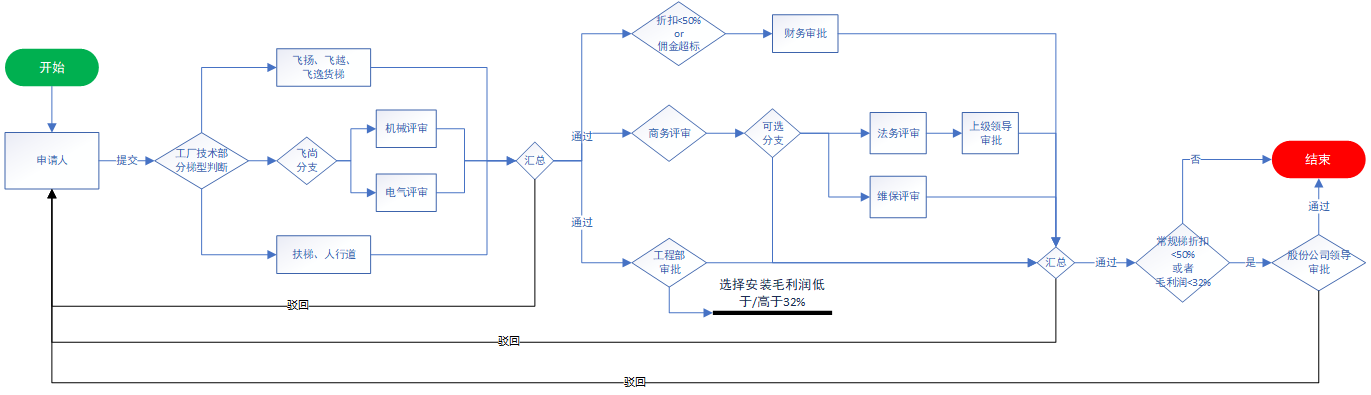 开始
申请人
提交
工厂技术部
分梯型判断
飞扬、飞越、
飞逸货梯
飞尚
分支
机械评审
电气评审
扶梯、人行道
汇总
驳回
通过
通过
折扣<50%
or
佣金超标
财务审批
商务评审
可选
分支
法务评审
上级领导
审批
维保评审
工程部
审批
选择安装毛利润低
于/高于32%
汇总
驳回
通过
常规梯折扣
<50%
或者
毛利润<32%
否
是
结束
通过
股份公司领导
审批
驳回